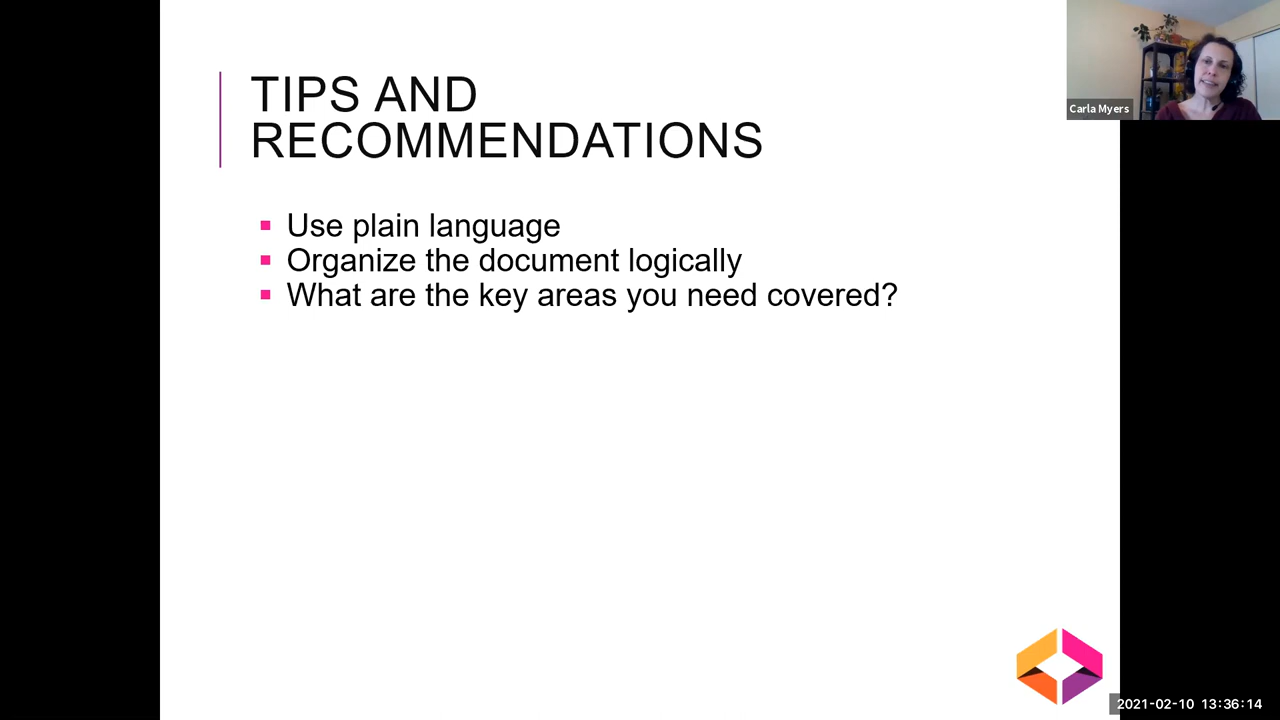 TIPS AND
RECOMMENDATIONS
Use plain language
Organize the document logically
What are the key areas you need covered?
Carla Myers
2021-02-10 13:36:14